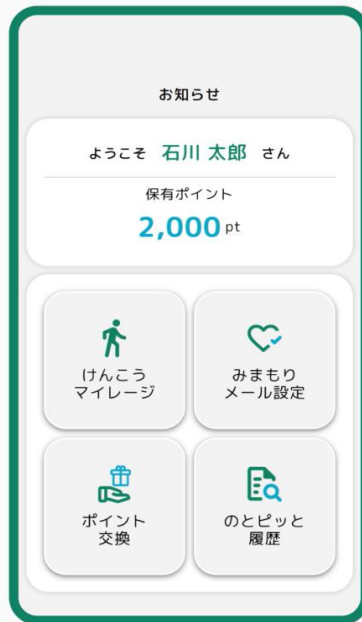 お知らせ
ようこそ 石川 太郎 さん
保有ポイント
2,000 pt
けんこう
マイレージ
みまもり
メール設定
ポイント
交換
のとピッと
履歴